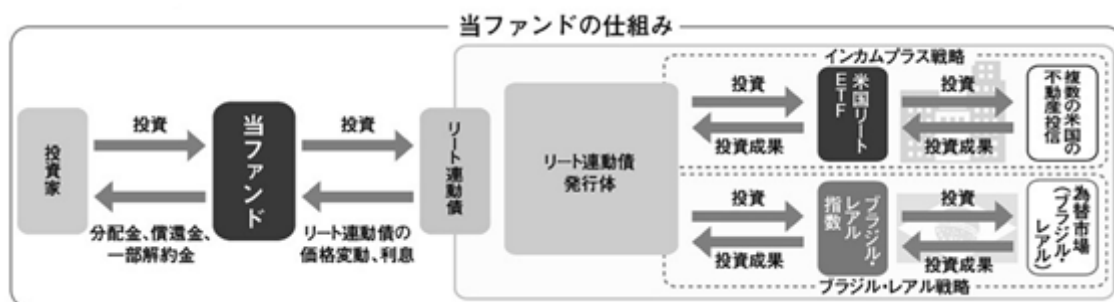 当ファンドの仕組み
投資家
投資
分配金、償還金、
一部解約金
当ファンド
投資
リート連動債の
価格変動、利息
リート連動債
リート連動債
発行体
インカムプラス戦略
投資
投資成果
米国リート
ETF
投資
投資成果
複数の米国の
不動産投信
投資
投資成果
ブラジル・
レアル
指数
投資
投資成果
為替市場
(ブラジル・
レアル)
ブラジル・レアル戦略